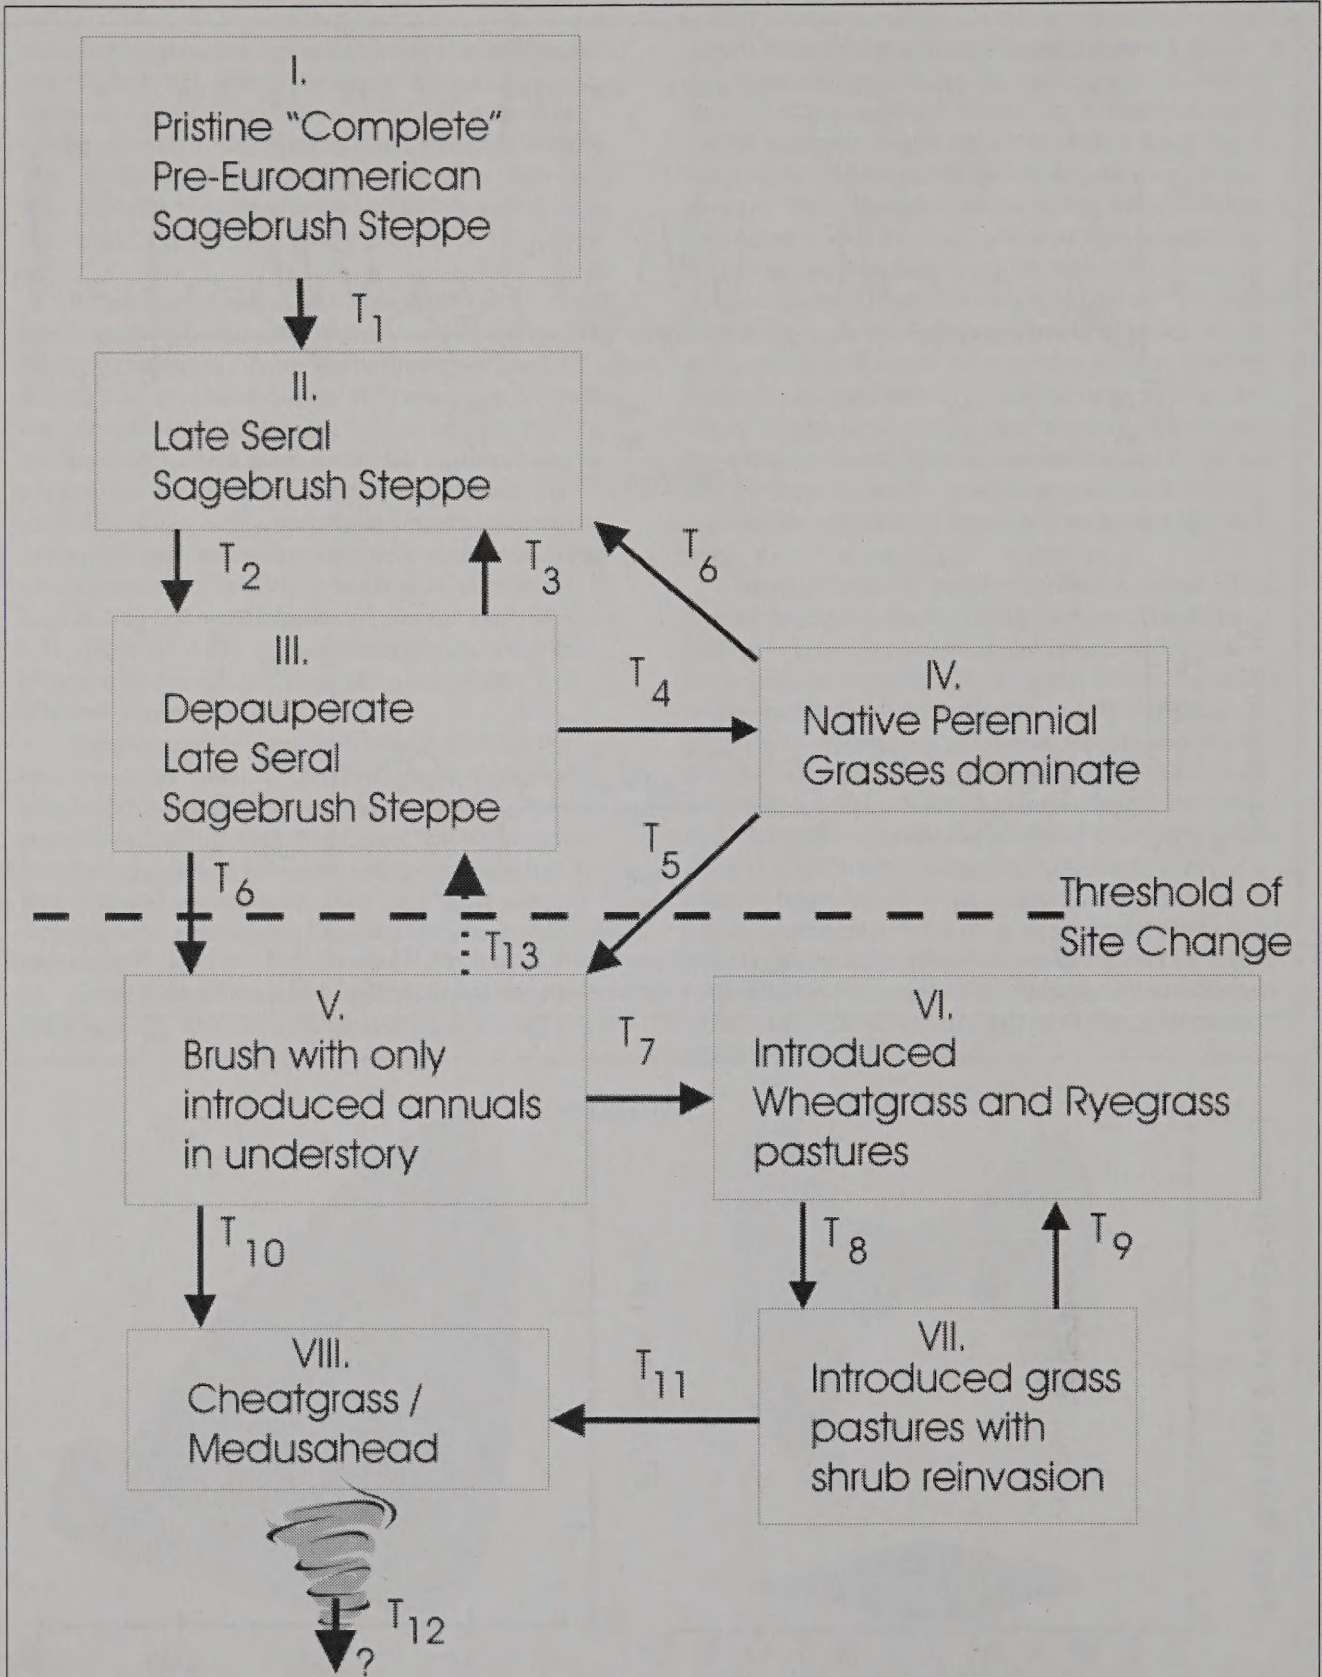 I.
Pristine “Complete”
Pre-Euroamerican
Sagebrush Steppe
T1
II.
Late Seral
Sagebrush Steppe
T2
T3
T6
III.
Depauperate
Late Seral
Sagebrush Steppe
T4
IV.
Native Perennial
Grasses dominate
T6
T5
Threshold of
Site Change
T13
V.
Brush with only
introduced annuals
in understory
T7
VI.
Introduced
Wheatgrass and Ryegrass
pastures
T10
T8
T9
VIII.
Cheatgrass /
Medusahead
T11
VII.
Introduced grass
pastures with
shrub reinvasion
T12
?